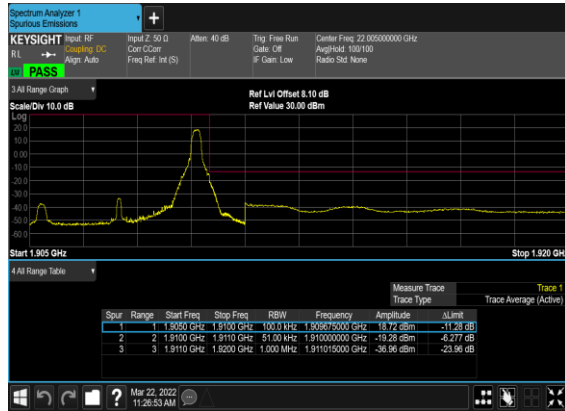 Spectrum Analyzer 1
Spurious Emissions
+
KEYSIGHT Input: RF Input Z: 50 Ω Atten: 40 dB Trig: Free Run Center Freq: 22.005000000 GHz
RL Coupling: DC Corr CCorr Gate: Off Avg|Hold: 100/100
Align: Auto Freq Ref: Int (S) IF Gain: Low Radio Std: None
PASS
3 All Range Graph
Ref Lvl Offset 8.10 dB
Scale/Div 10.0 dB Ref Value 30.00 dBm
Log
20.0
10.0
0.00
-10.0
-20.0
-30.0
-40.0
-50.0
-60.0
Start 1.905 GHz Stop 1.920 GH
4 All Range Table
Measure Trace Trace 1
Trace Type Trace Average (Active)
Spur Range Start Freq Stop Freq RBW Frequency Amplitude ΔLimit
1 1 1.9050 GHz 1.9100 GHz 100.0 kHz 1.909675000 GHz 18.72 dBm -11.28 dB
2 2 1.9100 GHz 1.9110 GHz 51.00 kHz 1.910000000 GHz -19.28 dBm -6.277 dB
3 3 1.9110 GHz 1.9200 GHz 1.000 MHz 1.911015000 GHz -36.96 dBm -23.96 dB
? Mar 22, 2022
11:26:53 AM